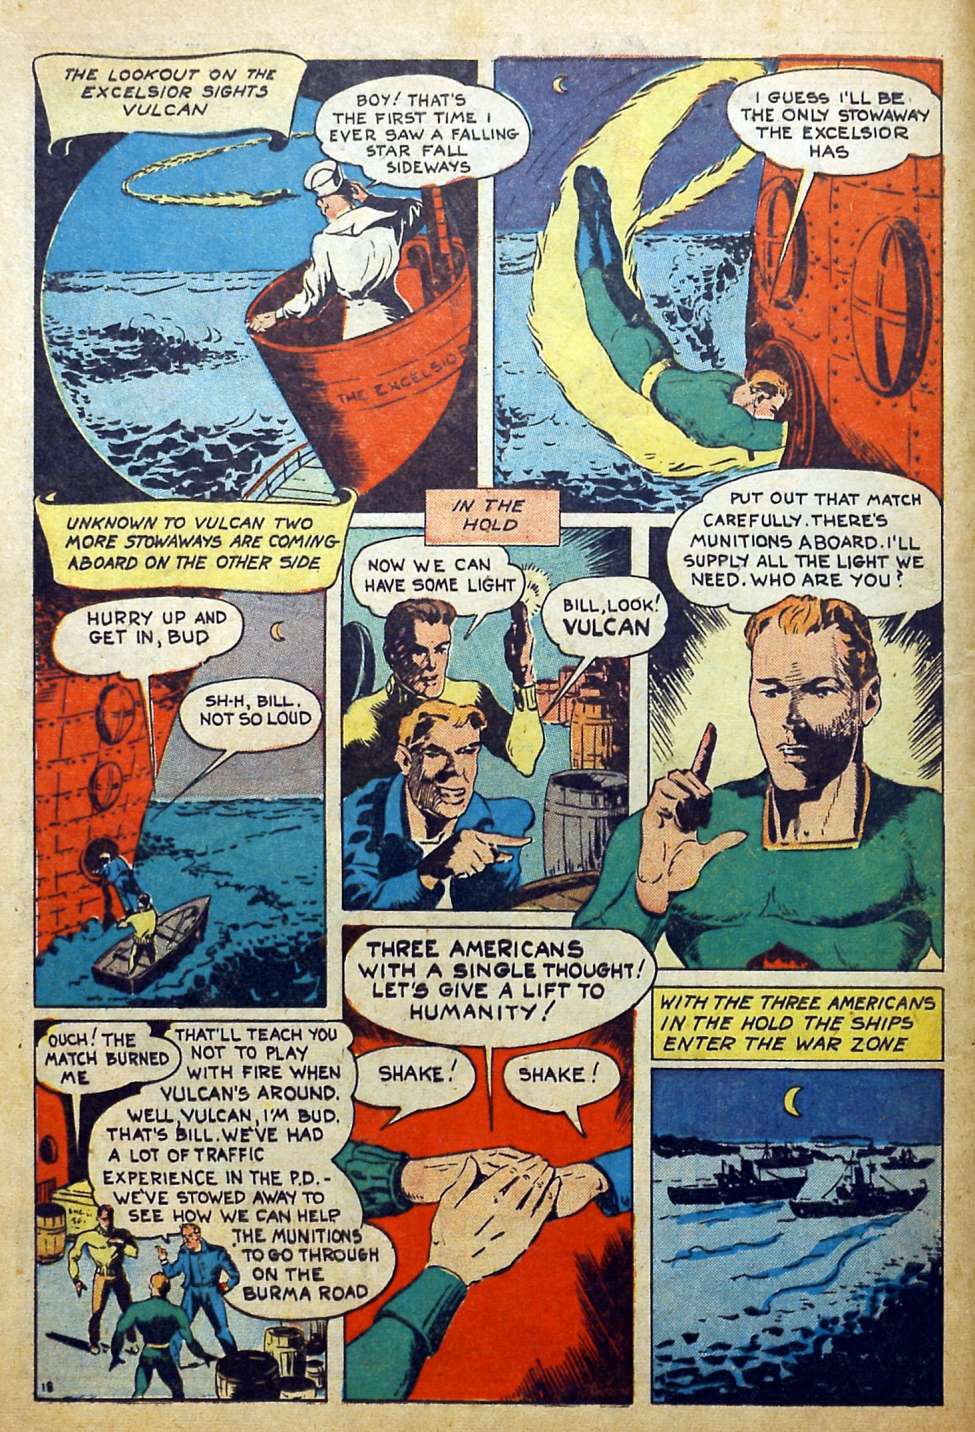 THE LOOKOUT ON THE
EXCELSIOR SIGHTS
VULCAN
BOY! THAT'S
THE FIRST TIME I
EVER SAW A FALLING
STAR FALL
SIDEWAYS
THE EXCELSIOR
I GUESS I'LL BE
THE ONLY STOWAWAY
THE EXCELSIOR
HAS
UNKNOWN TO VULCAN TWO
MORE STOWAWAYS ARE COMING
ABOARD ON THE OTHER SIDE
HURRY UP AND
GET IN, BUD
SH-H, BILL.
NOT SO LOUD
IN THE
HOLD
NOW WE CAN
HAVE SOME LIGHT
BILL, LOOK!
VULCAN
PUT OUT THAT MATCH
CAREFULLY. THERE'S
MUNITIONS ABOARD. I'LL
SUPPLY ALL THE LIGHT WE
NEED. WHO ARE YOU?
OUCH! THE
MATCH BURNED
ME
THAT'LL TEACH YOU
NOT TO PLAY
WITH FIRE WHEN
VULCAN'S AROUND.
WELL, VULCAN, I'M BUD.
THAT'S BILL. WE'VE HAD
A LOT OF TRAFFIC
EXPERIENCE IN THE P.D.-
WE'VE STOWED AWAY TO
SEE HOW WE CAN HELP
THE MUNITIONS
TO GO THROUGH
ON THE
BURMA ROAD
18
THREE AMERICANS
WITH A SINGLE THOUGHT!
LET'S GIVE A LIFT TO
HUMANITY!
SHAKE!
SHAKE!
WITH THE THREE AMERICANS
IN THE HOLD THE SHIPS
ENTER THE WAR ZONE